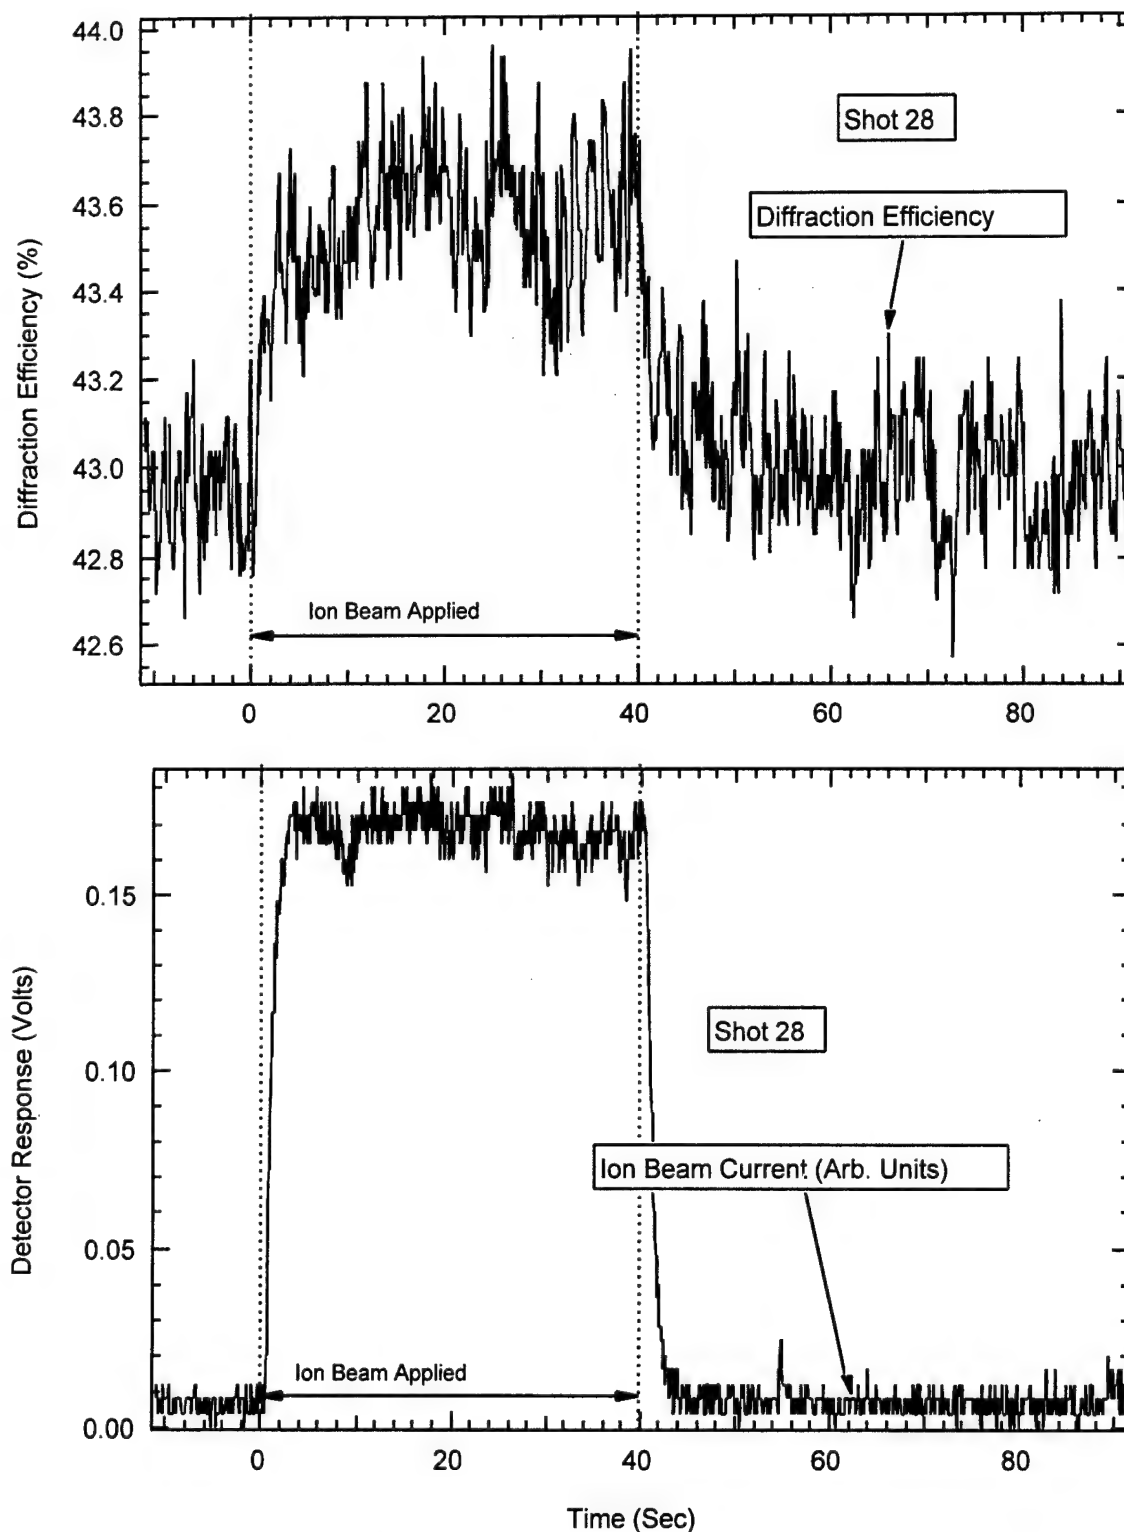 44.0
43.8
43.6
43.4
43.2
43.0
42.8
42.6
Diffraction Efficiency (%)
Shot 28
Diffraction Efficiency
Ion Beam Applied
0 20 40 60 80
0.15
0.10
0.05
0.00
Detector Response (Volts)
Shot 28
Ion Beam Current (Arb. Units)
Ion Beam Applied
0 20 40 60 80
Time (Sec)